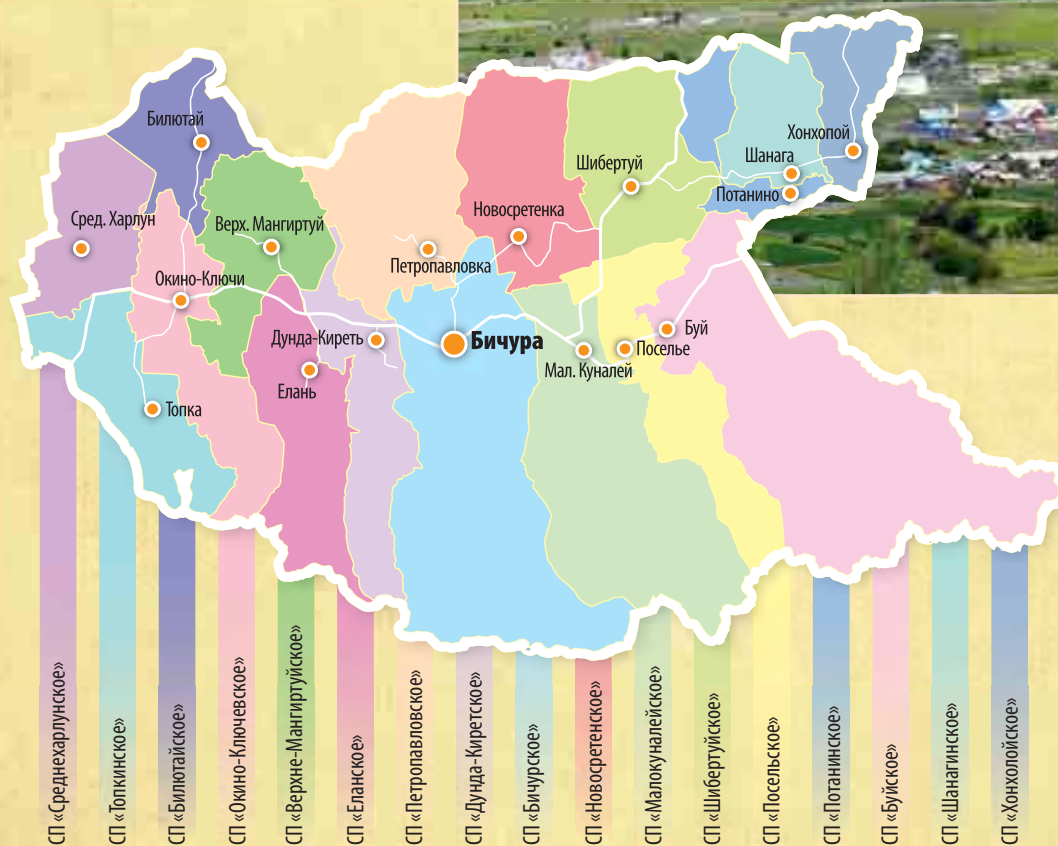 Билютай
Хонхопой
Шанага
Шибертуй
Потанино
Сред. Харлун
Верх. Мангиртуй
Новосретенка
Петропавловка
Окино-Ключи
Буй
Дунда-Киреть
Бичура
Поселье
Мал. Куналей
Елань
Топка
СП «Среднехарлунское»
СП «Топкинское»
СП «Билютайское»
СП «Окино-Ключевское»
СП «Верхне-Мангиртуйское»
СП «Еланское»
СП «Петропавловское»
СП «Дунда-Киретское»
СП «Бичурское»
СП «Новосретенское»
СП «Малокуналейское»
СП «Шибертуйское»
СП «Посельское»
СП «Потанинское»
СП «Буйское»
СП «Шанагинское»
СП «Хонхолойское»